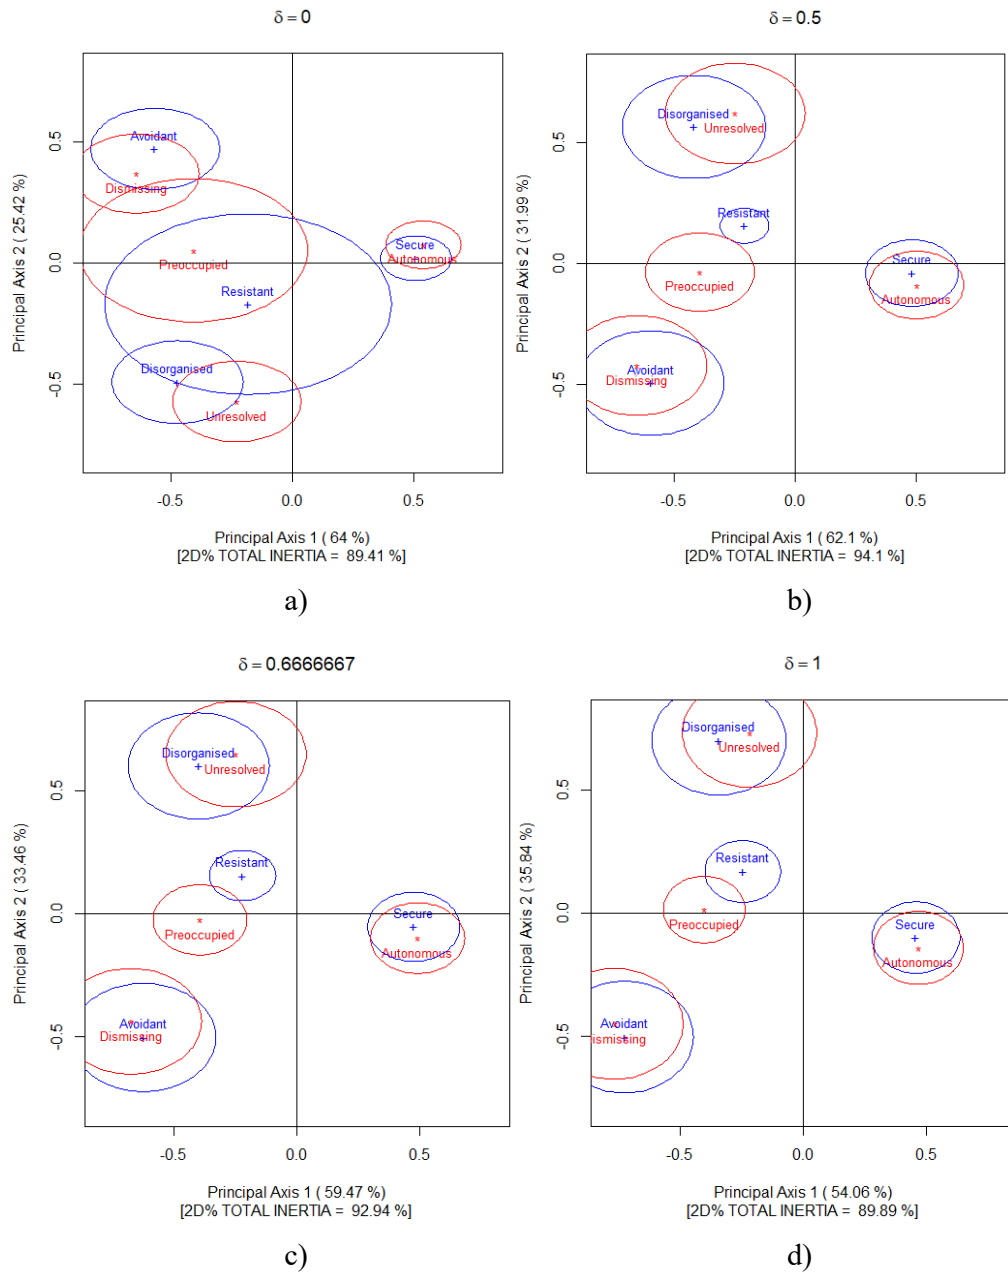 δ = 0
Principal Axis 2 ( 25.42 %)
0.5
0.0
-0.5
Avoidant
Dismissing
Preoccupied
Secure
Autonomous
Resistant
Disorganised
Unresolved
-0.5 0.0 0.5
Principal Axis 1 ( 64 %)
[2D% TOTAL INERTIA = 89.41 %]
a)
δ = 0.5
Principal Axis 2 ( 31.99 %)
0.5
0.0
-0.5
Disorganised
Unresolved
Resistant
Secure
Preoccupied
Autonomous
Avoidant
Dismissing
-0.5 0.0 0.5
Principal Axis 1 ( 62.1 %)
[2D% TOTAL INERTIA = 94.1 %]
b)
δ = 0.6666667
Principal Axis 2 ( 33.46 %)
0.5
0.0
-0.5
Disorganised
Unresolved
Resistant
Secure
Preoccupied
Autonomous
Avoidant
Dismissing
-0.5 0.0 0.5
Principal Axis 1 ( 59.47 %)
[2D% TOTAL INERTIA = 92.94 %]
c)
δ = 1
Principal Axis 2 ( 35.84 %)
0.5
0.0
-0.5
Disorganised
Unresolved
Resistant
Preoccupied
Secure
Autonomous
Avoidant
ismissing
-0.5 0.0 0.5
Principal Axis 1 ( 54.06 %)
[2D% TOTAL INERTIA = 89.89 %]
d)